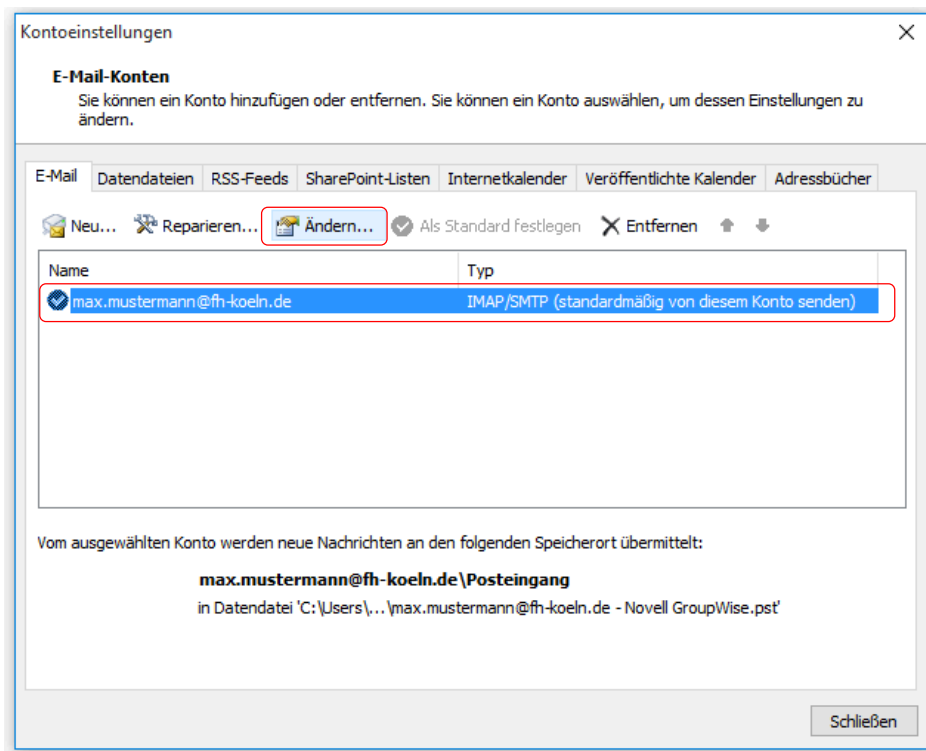 Kontoeinstellungen
E-Mail-Konten
Sie können ein Konto hinzufügen oder entfernen. Sie können ein Konto auswählen, um dessen Einstellungen zu
ändern.
E-Mail Datendateien RSS-Feeds SharePoint-Listen Internetkalender Veröffentlichte Kalender Adressbücher
Neu... Reparieren... Ändern... Als Standard festlegen Entfernen
Name Typ
max.mustermann@fh-koeln.de IMAP/SMTP (standardmäßig von diesem Konto senden)
Vom ausgewählten Konto werden neue Nachrichten an den folgenden Speicherort übermittelt:
max.mustermann@fh-koeln.de\Posteingang
in Datendatei 'C:\Users\...\max.mustermann@fh-koeln.de - Novell GroupWise.pst'
Schließen